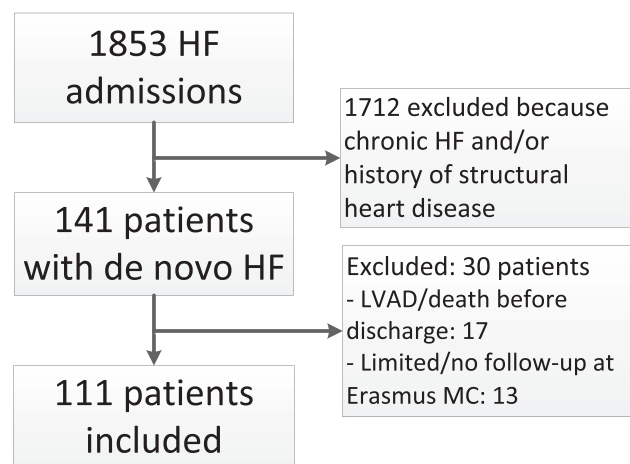 1853 HF
admissions
1712 excluded because
chronic HF and/or
history of structural
heart disease
141 patients
with de novo HF
Excluded: 30 patients
- LVAD/death before
discharge: 17
- Limited/no follow-up at
Erasmus MC: 13
111 patients
included